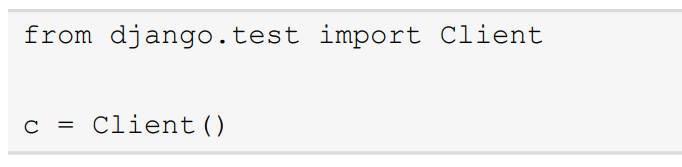 from django.test import Client
c = Client()